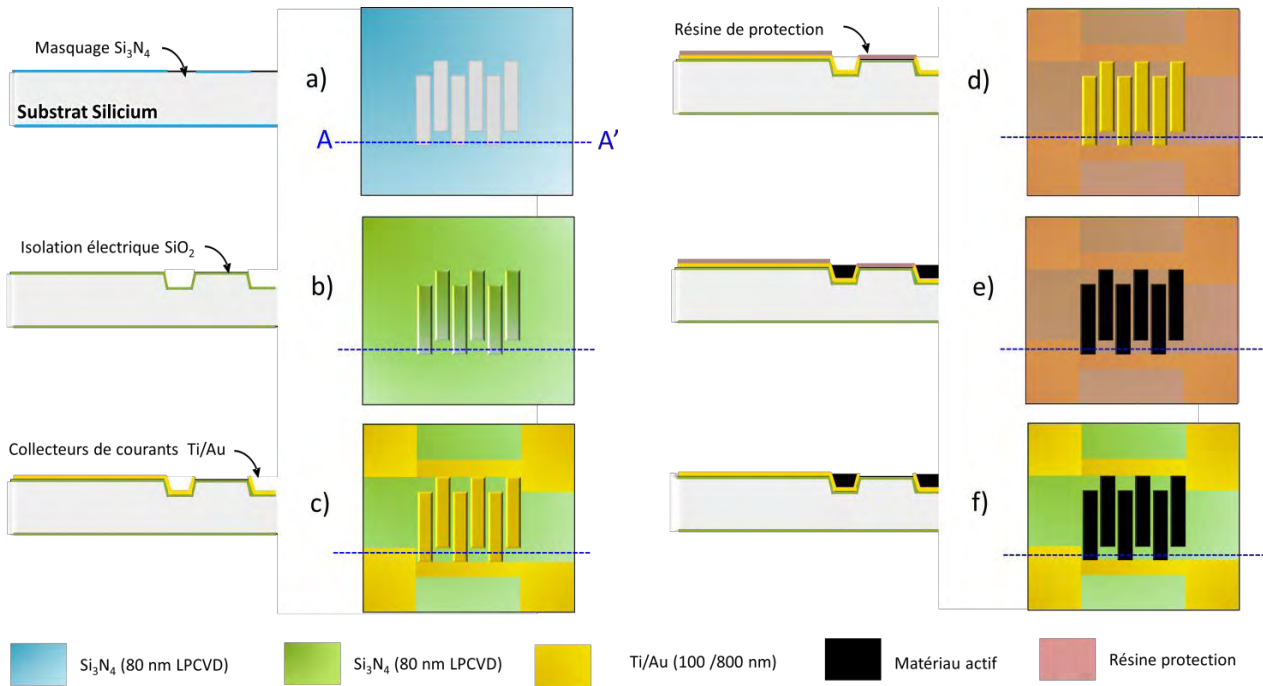 Masquage Si₃N₄
Substrat Silicium
a)
A
A'
Isolation électrique SiO₂
b)
Collecteurs de courants Ti/Au
c)
Résine de protection
d)
e)
f)
Si₃N₄ (80 nm LPCVD)
Si₃N₄ (80 nm LPCVD)
Ti/Au (100 /800 nm)
Matériau actif
Résine protection